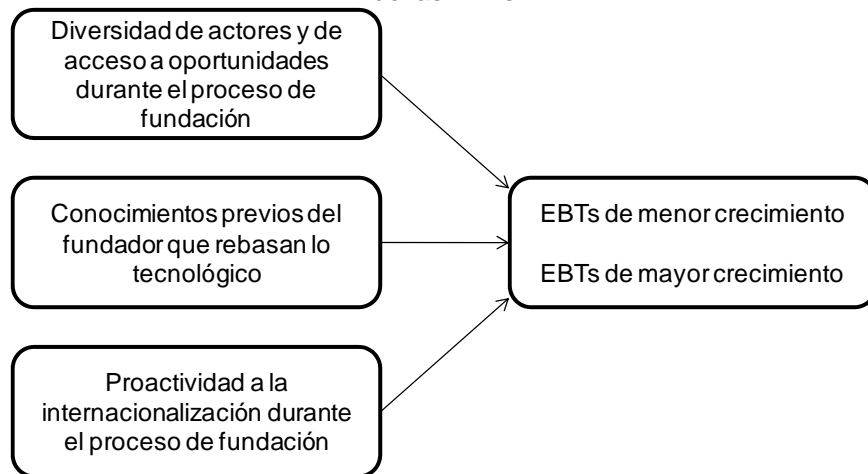 Diversidad de actores y de
acceso a oportunidades
durante el proceso de
fundación
Conocimientos previos del
fundador que rebasan lo
tecnológico
Proactividad a la
internacionalización durante
el proceso de fundación
EBTs de menor crecimiento
EBTs de mayor crecimiento